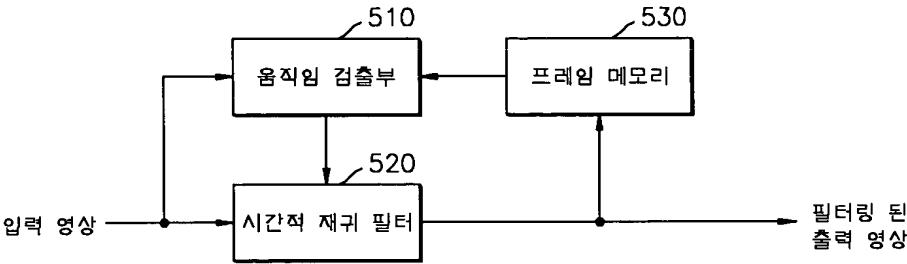 510
530
움직임 검출부
프레임 메모리
520
입력 영상
시간적 재귀 필터
필터링 된
출력 영상